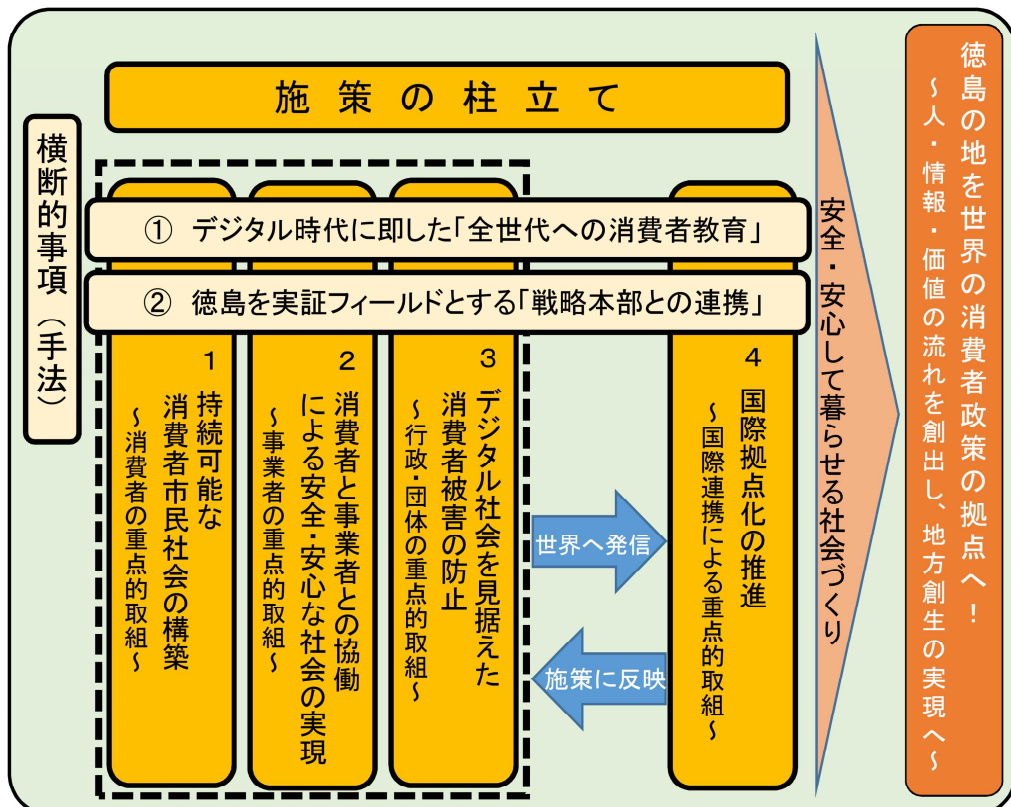 施策の柱立て
横断的事項（手法）
① デジタル時代に即した「全世代への消費者教育」
② 徳島を実証フィールドとする「戦略本部との連携」
1 持続可能な
消費者市民社会の構築
～消費者の重点的取組～
2 消費者と事業者との協働
による安全・安心な社会の実現
～事業者の重点的取組～
3 デジタル社会を見据えた
消費者被害の防止
～行政・団体の重点的取組～
世界へ発信
施策に反映
4 国際拠点化の推進
～国際連携による重点的取組～
安全・安心して暮らせる社会づくり
徳島の地を世界の消費者政策の拠点へ！
～人・情報・価値の流れを創出し、地方創生の実現へ～